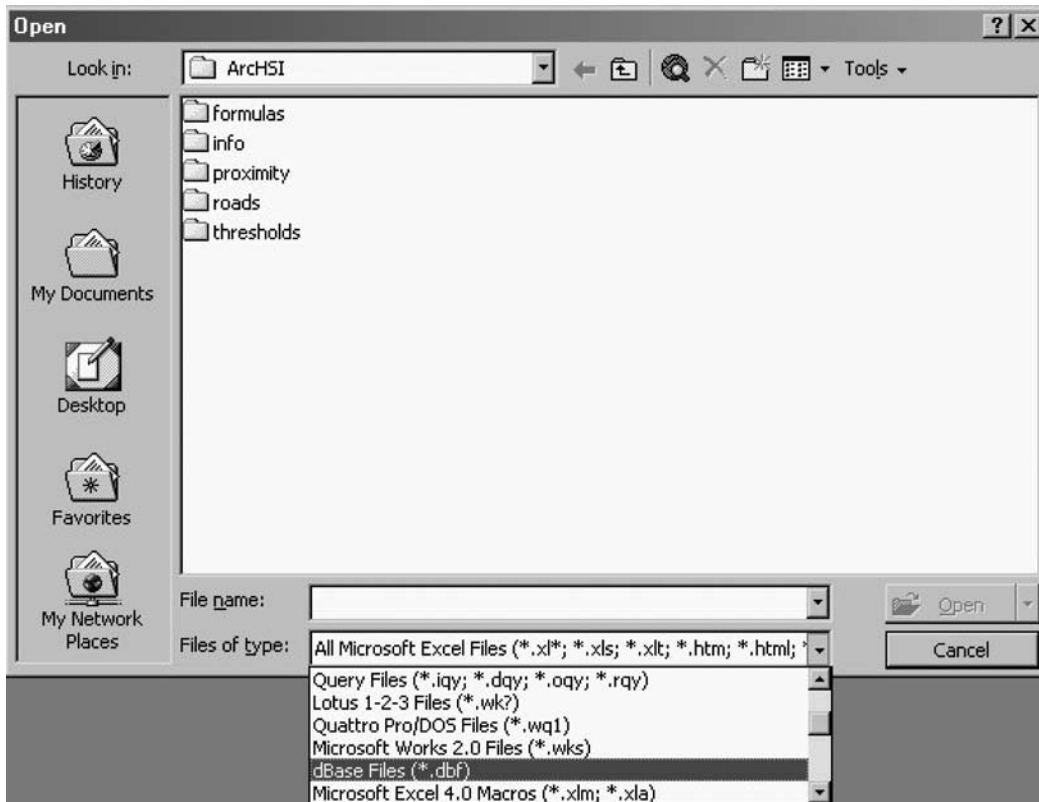 Open
Look in:
ArcHSI
Tools
History
My Documents
Desktop
Favorites
My Network
Places
formulas
info
proximity
roads
thresholds
File name:
Open
Files of type:
All Microsoft Excel Files (*.xl*; *.xls; *.xlt; *.htm; *.html; *
Cancel
Query Files (*.iqy; *.dqy; *.oqy; *.rqy)
Lotus 1-2-3 Files (*.wk?)
Quattro Pro/DOS Files (*.wq1)
Microsoft Works 2.0 Files (*.wks)
dBase Files (*.dbf)
Microsoft Excel 4.0 Macros (*.xlm; *.xla)